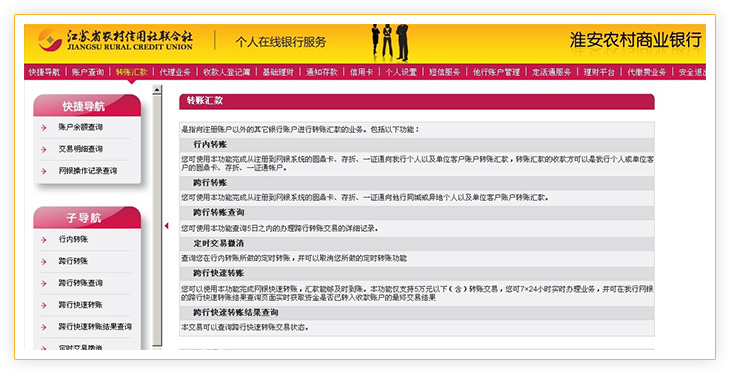 江苏省农村信用社联合社
JIANGSU RURAL CREDIT UNION
个人在线银行服务
淮安农村商业银行
快捷导航 账户查询 转账汇款 代理业务 收款人登记簿 基础理财 通知存款 信用卡 个人设置 短信服务 他行账户管理 定活通服务 理财平台 代缴费业务 安全退出
快捷导航
账户余额查询
交易明细查询
网银操作记录查询
子导航
行内转账
跨行转账
跨行转账查询
跨行快速转账
跨行快速转账结果查询
定时交易撤消
转账汇款
是指向注册账户以外的其它银行账户进行转账汇款的业务。包括以下功能：
行内转账
您可使用本功能完成从注册到网银系统的圆鼎卡、存折、一证通向我行个人以及单位客户账户转账汇款，转账汇款的收款方可以是我行个人或单位客
户的圆鼎卡、存折、一证通帐户。
跨行转账
您可使用本功能完成从注册到网银系统的圆鼎卡、存折、一证通向他行同城或异地个人以及单位客户账户转账汇款。
跨行转账查询
您可使用本功能查询5日之内的办理跨行转账交易的详细记录。
定时交易撤消
查询您在行内转账所做的定时转账，并可以取消您所做的定时转账功能
跨行快速转账
您可以使用本功能完成网银快速转账，汇款能够及时到账。本功能仅支持5万元以下（含）转账交易，您可7×24小时实时办理业务，并可在我行网银
的跨行快速转账结果查询页面实时获取资金是否已转入收款账户的最终交易结果
跨行快速转账结果查询
本交易可以查询跨行快速转账交易状态。